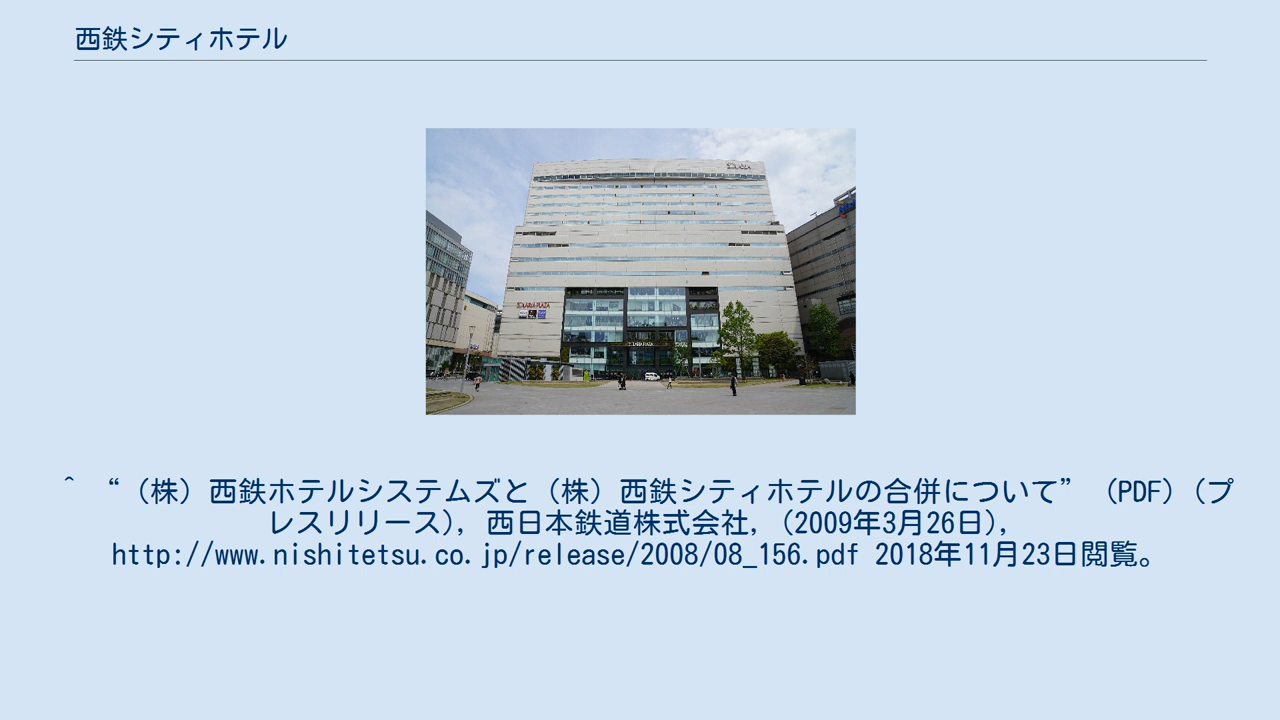 西鉄シティホテル
SOLARIA PLAZA
^ “（株）西鉄ホテルシステムズと（株）西鉄シティホテルの合併について” (PDF) (プ
レスリリース), 西日本鉄道株式会社, (2009年3月26日),
http://www.nishitetsu.co.jp/release/2008/08_156.pdf 2018年11月23日閲覧。